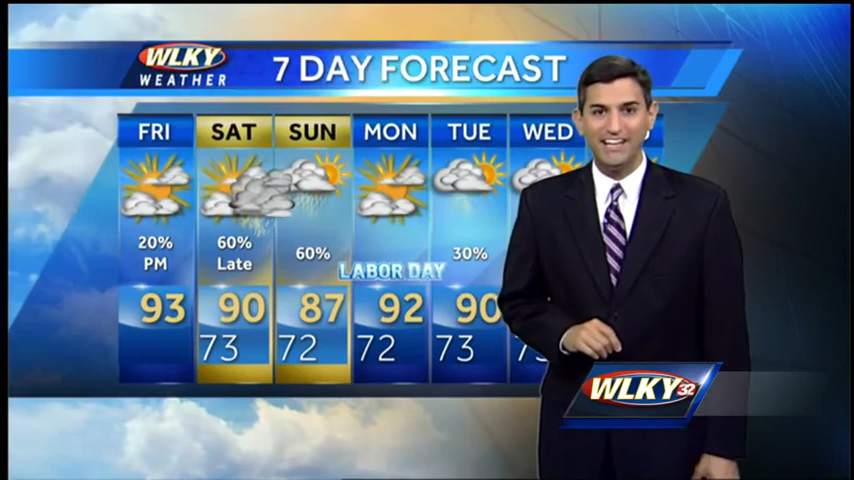 WLKY
WEATHER
7 DAY FORECAST
FRI SAT SUN MON TUE WED
20% 60% 60% 30%
PM Late
LABOR DAY
93 90 87 92 90
73 72 72 73
WLKY 32